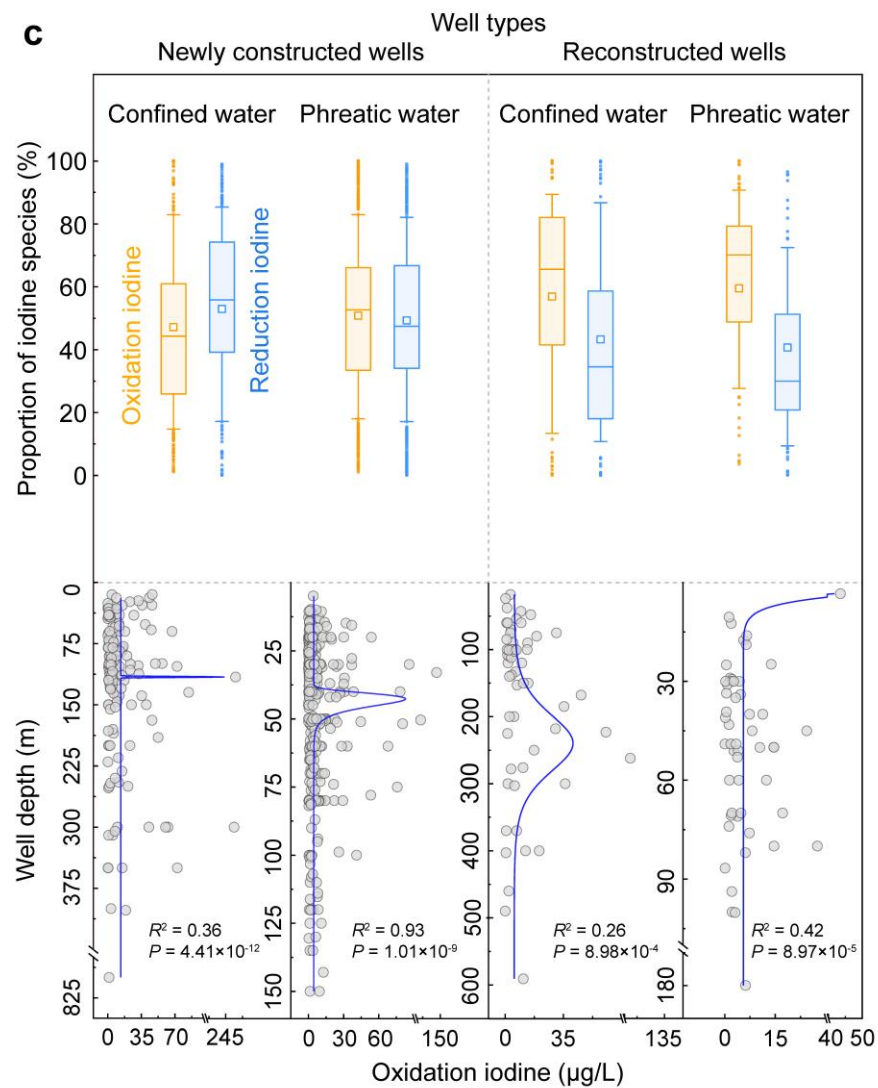 c
Well types
Newly constructed wells
Reconstructed wells
Confined water
Phreatic water
Confined water
Phreatic water
Proportion of iodine species (%)
100
80
60
40
20
0
Oxidation iodine
Reduction iodine
Well depth (m)
0
75
150
225
300
375
825
25
50
75
100
125
150
100
200
300
400
500
600
30
60
90
180
R² = 0.36
P = 4.41×10⁻¹²
R² = 0.93
P = 1.01×10⁻⁹
R² = 0.26
P = 8.98×10⁻⁴
R² = 0.42
P = 8.97×10⁻⁵
0 35 70 245
0 30 60 150
0 35 135
0 15 40 50
Oxidation iodine (µg/L)